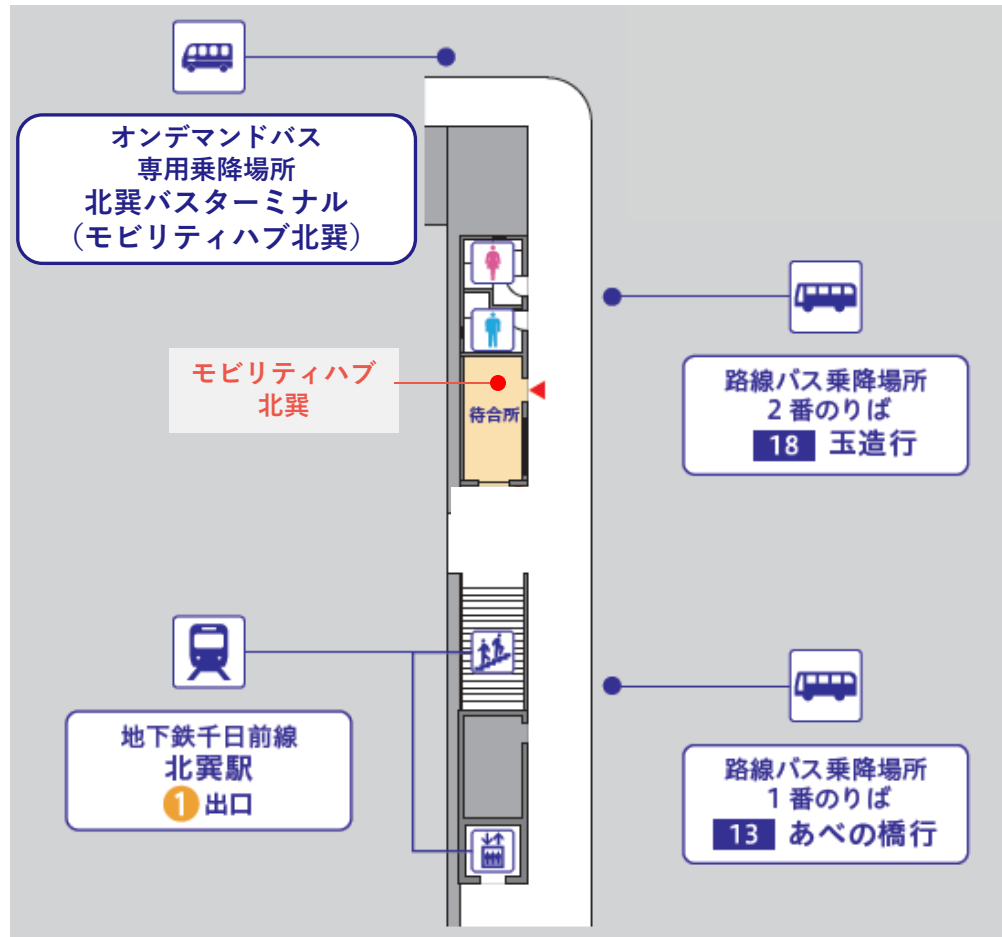 オンデマンドバス
専用乗降場所
北巽バスターミナル
（モビリティハブ北巽）
モビリティハブ
北巽
待合所
路線バス乗降場所
2番のりば
18 玉造行
地下鉄千日前線
北巽駅
1 出口
路線バス乗降場所
1番のりば
13 あべの橋行